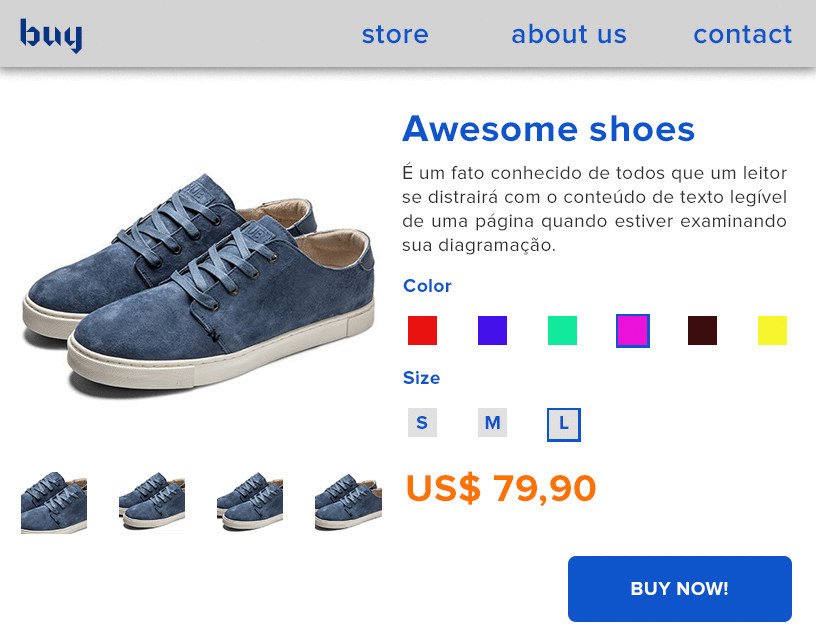 buy
store
about us
contact
Awesome shoes
É um fato conhecido de todos que um leitor
se distrairá com o conteúdo de texto legível
de uma página quando estiver examinando
sua diagramação.
Color
Size
S
M
L
US$ 79,90
BUY NOW!